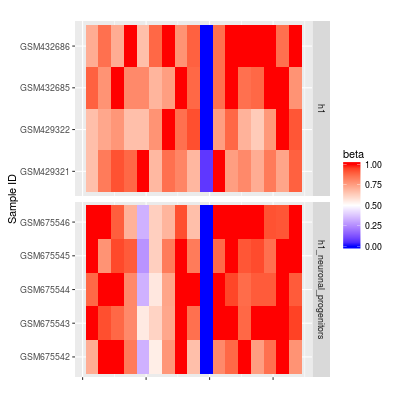 GSM432686
GSM432685
GSM429322
GSM429321
h1
GSM675546
GSM675545
GSM675544
GSM675543
GSM675542
h1_neuronal_progenitors
Sample ID
beta
1.00
0.75
0.50
0.25
0.00